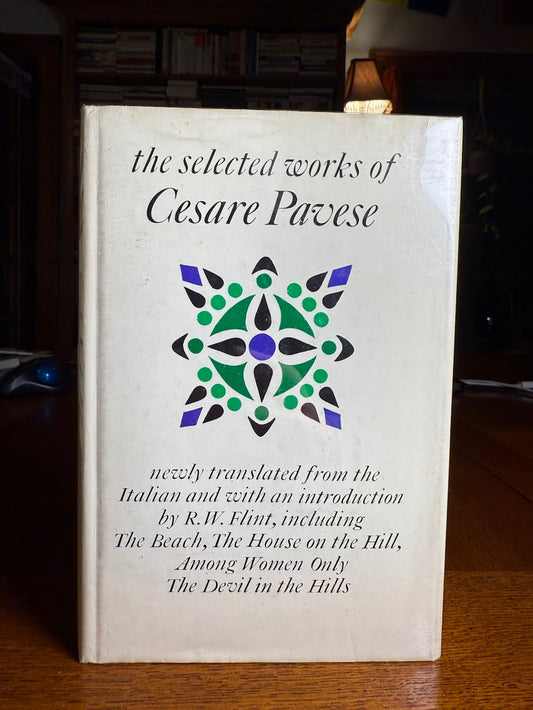 the selected works of
Cesare Pavese
newly translated from the
Italian and with an introduction
by R.W. Flint, including
The Beach, The House on the Hill,
Among Women Only
The Devil in the Hills